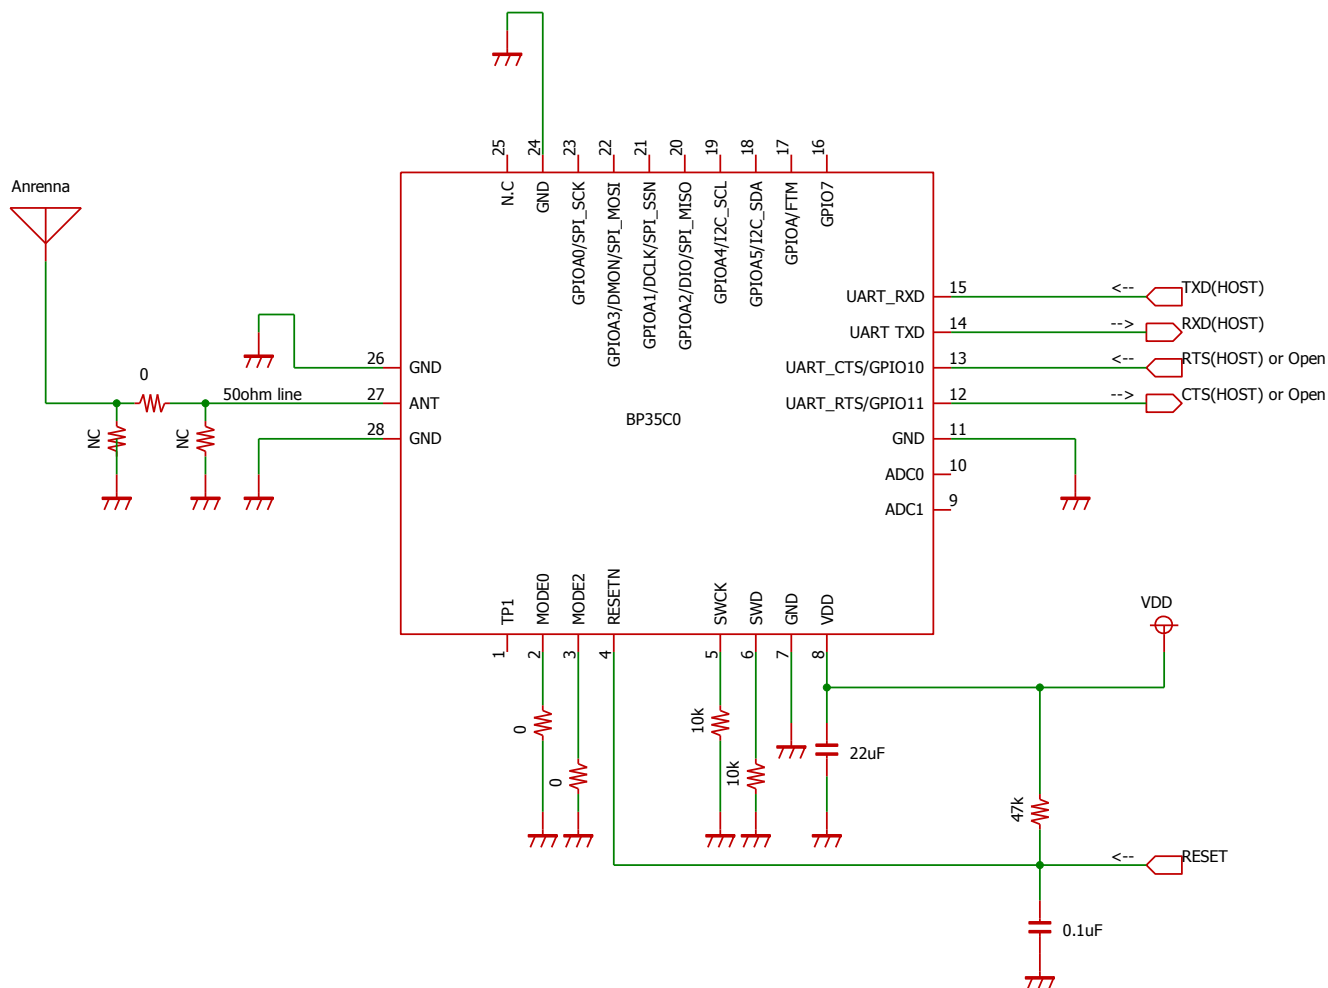 25
24
23
22
21
20
19
18
17
16
N.C
GND
GPIOA0/SPI_SCK
GPIOA3/DMON/SPI_MOSI
GPIOA1/DCLK/SPI_SSN
GPIOA2/DIO/SPI_MISO
GPIOA4/I2C_SCL
GPIOA5/I2C_SDA
GPIOA/FTM
GPIO7
Anrenna
UART_RXD
15
<--
TXD(HOST)
UART TXD
14
-->
RXD(HOST)
26
GND
UART_CTS/GPIO10
13
<--
RTS(HOST) or Open
0
50ohm line
27
ANT
UART_RTS/GPIO11
12
-->
CTS(HOST) or Open
BP35C0
NC
NC
28
GND
GND
11
ADC0
10
ADC1
9
TP1
MODE0
MODE2
RESETN
SWCK
SWD
GND
VDD
VDD
1
2
3
4
5
6
7
8
0
0
10k
10k
22uF
47k
<--
RESET
0.1uF